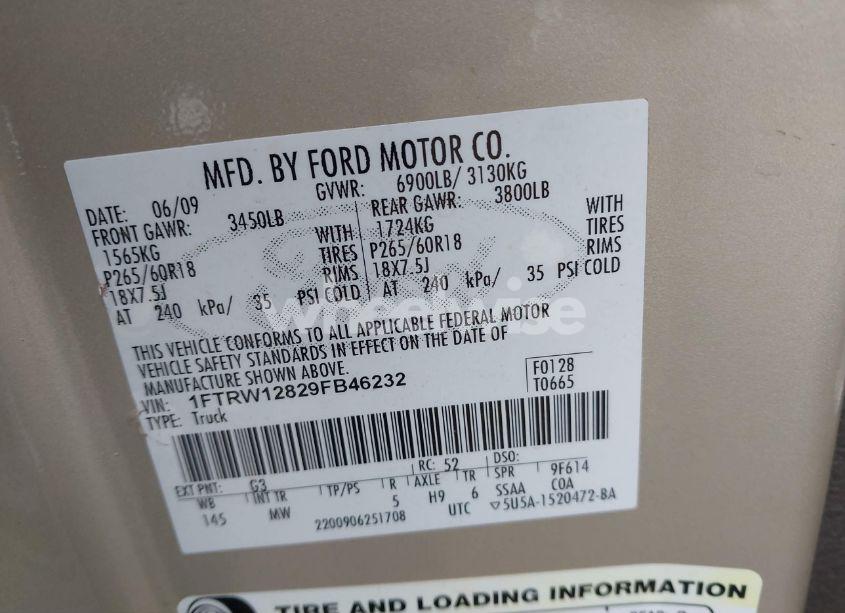 MFD. BY FORD MOTOR CO.
DATE: 06/09 GVWR: 6900LB/ 3130KG
FRONT GAWR: 3450LB REAR GAWR: 3800LB
1565KG WITH 1724KG WITH
P265/60R18 TIRES P265/60R18 TIRES
18X7.5J RIMS 18X7.5J RIMS
AT 240 kPa/ 35 PSI COLD AT 240 kPa/ 35 PSI COLD
wheelwise
THIS VEHICLE CONFORMS TO ALL APPLICABLE FEDERAL MOTOR
VEHICLE SAFETY STANDARDS IN EFFECT ON THE DATE OF
MANUFACTURE SHOWN ABOVE.
VIN: 1FTRW12829FB46232 F0128
TYPE: Truck T0665
EXT PNT: G3 RC: 52 DSO:
WB INT TR TP/PS R AXLE TR SPR 9F614
145 MW 5 H9 6 SSAA COA
2200906251708 UTC ▽5U5A-1520472-BA
TIRE AND LOADING INFORMATION